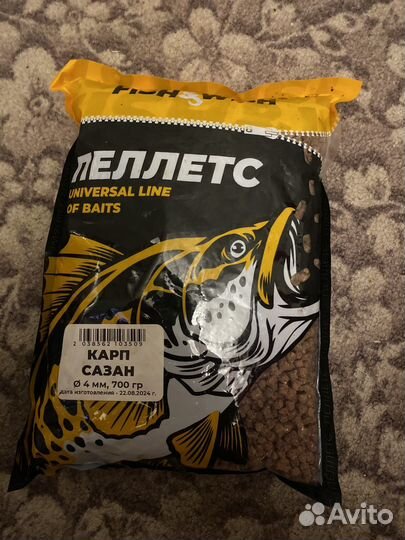 ПЕЛЛЕТС
UNIVERSAL LINE
OF BAITS
2 038562 103509
КАРП
САЗАН
Ø 4 мм, 700 гр
дата изготовления - 22.08.2024 г.
Avito